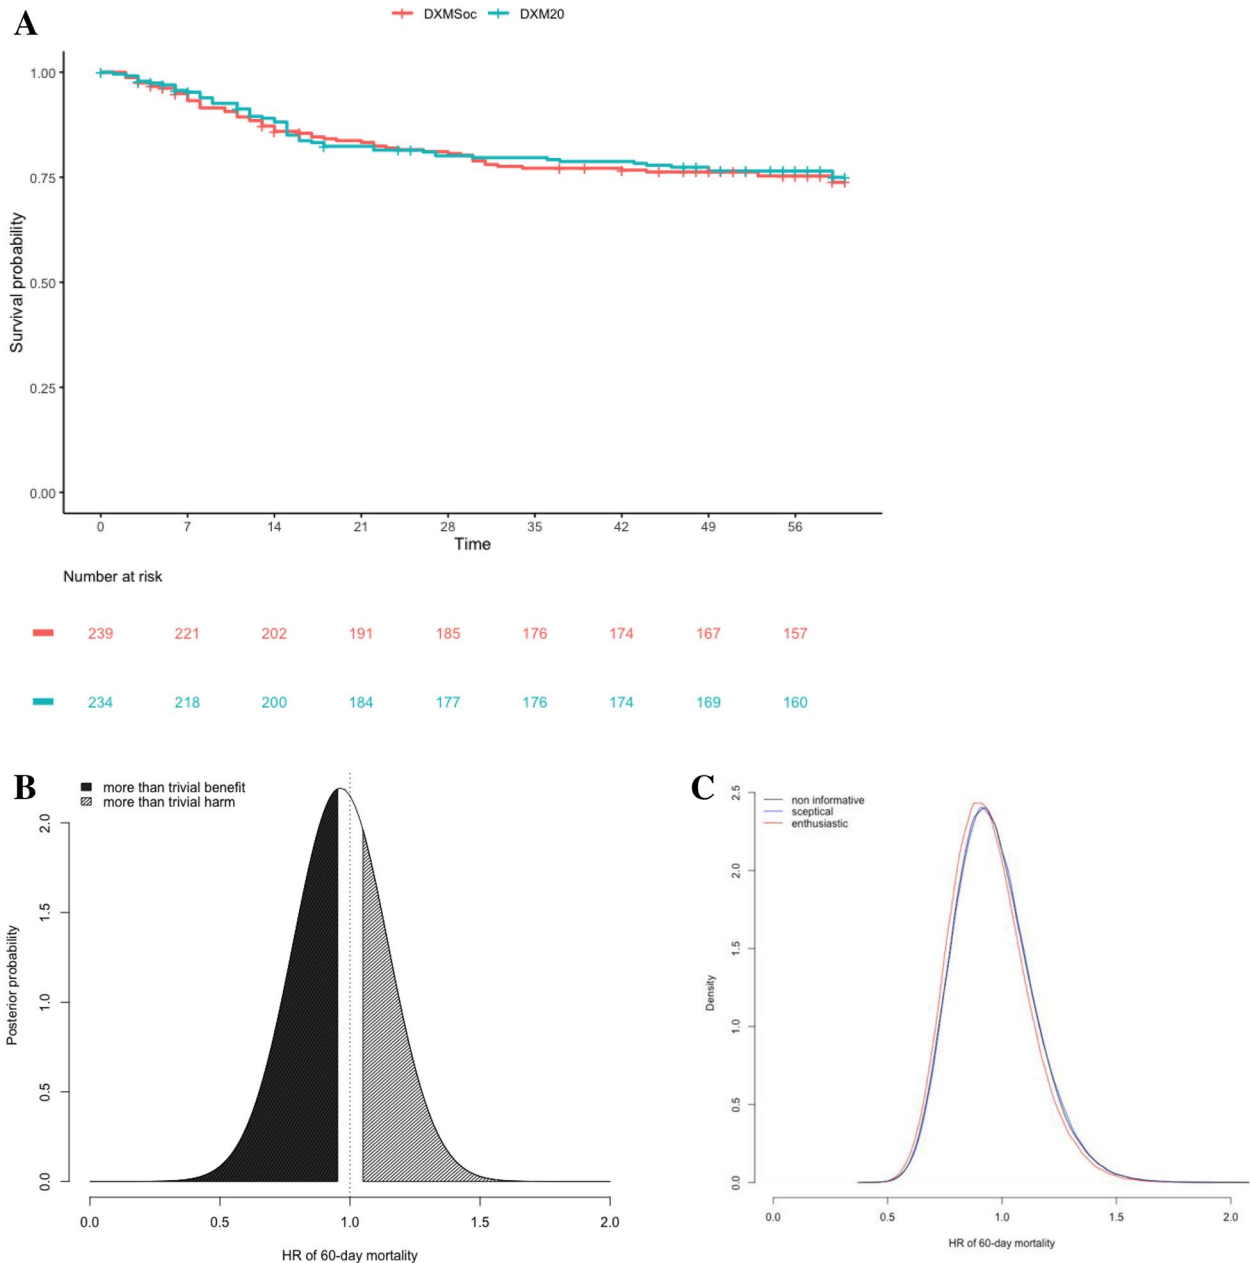 A
DXMSoc DXM20
1.00
0.75
0.50
0.25
0.00
Survival probability
0 7 14 21 28 35 42 49 56
Time
Number at risk
239 221 202 191 185 176 174 167 157
234 218 200 184 177 176 174 169 160
B
more than trivial benefit
more than trivial harm
2.0
1.5
1.0
0.5
0.0
Posterior probability
0.0 0.5 1.0 1.5 2.0
HR of 60-day mortality
C
non informative
sceptical
enthusiastic
2.5
2.0
1.5
1.0
0.5
0.0
Density
0.0 0.5 1.0 1.5 2.0
HR of 60-day mortality